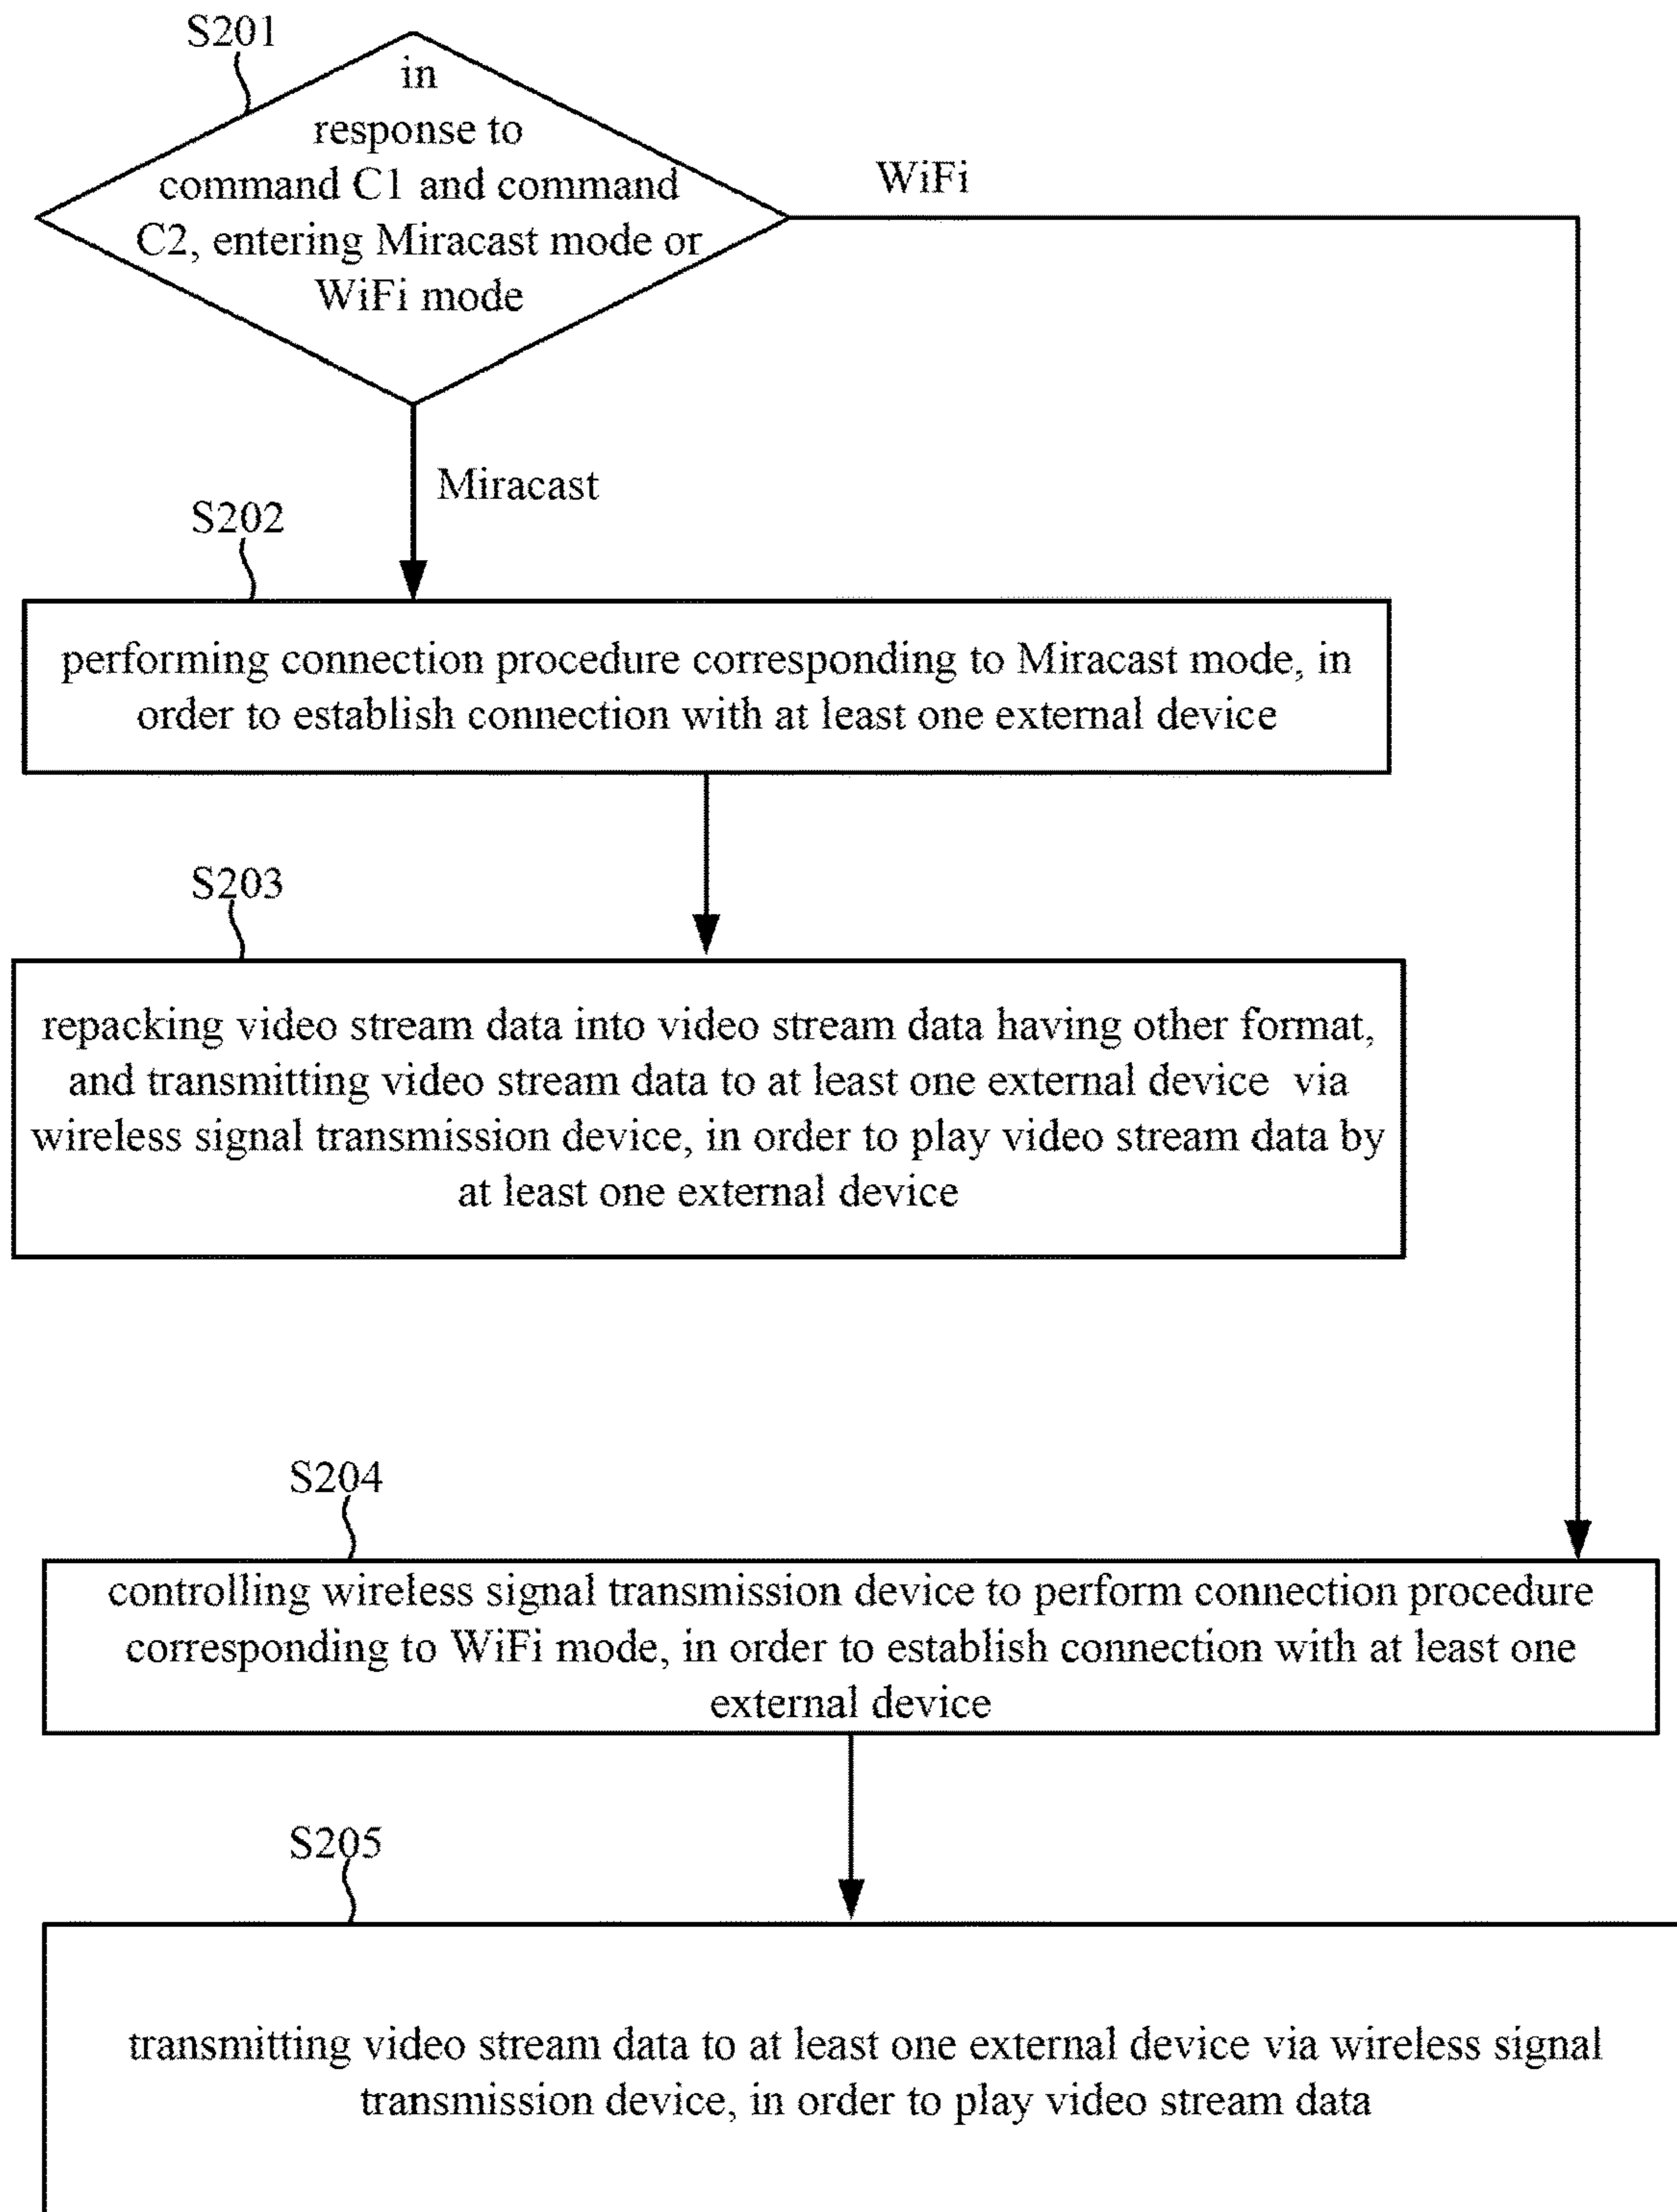 S201
in
response to
command C1 and command
C2, entering Miracast mode or
WiFi mode
WiFi
Miracast
S202
performing connection procedure corresponding to Miracast mode, in
order to establish connection with at least one external device
S203
repacking video stream data into video stream data having other format,
and transmitting video stream data to at least one external device via
wireless signal transmission device, in order to play video stream data by
at least one external device
S204
controlling wireless signal transmission device to perform connection procedure
corresponding to WiFi mode, in order to establish connection with at least one
external device
S205
transmitting video stream data to at least one external device via wireless signal
transmission device, in order to play video stream data